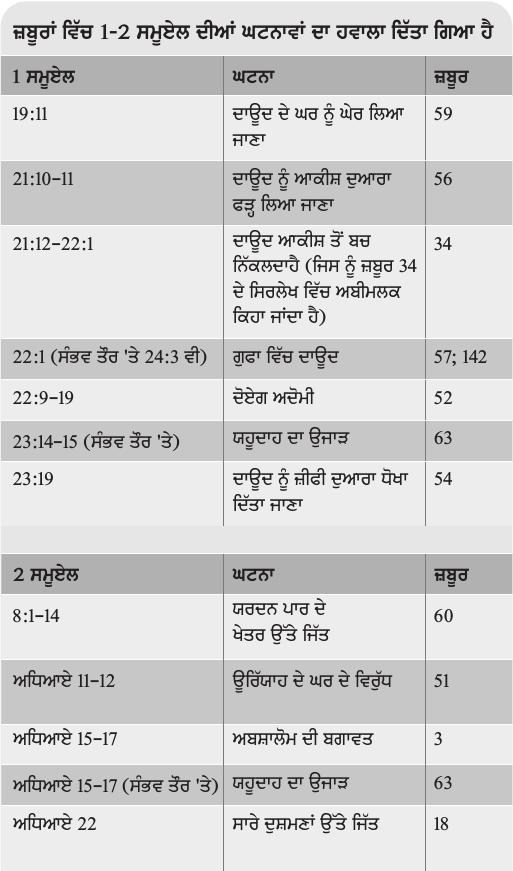 ਜ਼ਬੂਰਾਂ ਵਿੱਚ 1-2 ਸਮੂਏਲ ਦੀਆਂ ਘਟਨਾਵਾਂ ਦਾ ਹਵਾਲਾ ਦਿੱਤਾ ਗਿਆ ਹੈ
1 ਸਮੂਏਲ ਘਟਨਾ ਜ਼ਬੂਰ
19:11 ਦਾਊਦ ਦੇ ਘਰ ਨੂੰ ਘੇਰ ਲਿਆ 59
ਜਾਣਾ
21:10–11 ਦਾਊਦ ਨੂੰ ਆਕੀਸ਼ ਦੁਆਰਾ 56
ਫੜ੍ਹ ਲਿਆ ਜਾਣਾ
21:12–22:1 ਦਾਊਦ ਆਕੀਸ਼ ਤੋਂ ਬਚ 34
ਨਿੱਕਲਦਾਹੈ (ਜਿਸ ਨੂੰ ਜ਼ਬੂਰ 34
ਦੇ ਸਿਰਲੇਖ ਵਿੱਚ ਅਬੀਮਲਕ
ਕਿਹਾ ਜਾਂਦਾ ਹੈ)
22:1 (ਸੰਭਵ ਤੌਰ 'ਤੇ 24:3 ਵੀ) ਗੁਫਾ ਵਿੱਚ ਦਾਊਦ 57; 142
22:9–19 ਦੋਏਗ ਅਦੋਮੀ 52
23:14–15 (ਸੰਭਵ ਤੌਰ 'ਤੇ) ਯਹੂਦਾਹ ਦਾ ਉਜਾੜ 63
23:19 ਦਾਊਦ ਨੂੰ ਜ਼ੀਫੀ ਦੁਆਰਾ ਧੋਖਾ 54
ਦਿੱਤਾ ਜਾਣਾ
2 ਸਮੂਏਲ ਘਟਨਾ ਜ਼ਬੂਰ
8:1–14 ਯਰਦਨ ਪਾਰ ਦੇ 60
ਖੇਤਰ ਉੱਤੇ ਜਿੱਤ
ਅਧਿਆਏ 11–12 ਊਰਿੱਯਾਹ ਦੇ ਘਰ ਦੇ ਵਿਰੁੱਧ 51
ਅਧਿਆਏ 15–17 ਅਬਸ਼ਾਲੋਮ ਦੀ ਬਗਾਵਤ 3
ਅਧਿਆਏ 15–17 (ਸੰਭਵ ਤੌਰ 'ਤੇ) ਯਹੂਦਾਹ ਦਾ ਉਜਾੜ 63
ਅਧਿਆਏ 22 ਸਾਰੇ ਦੁਸ਼ਮਣਾਂ ਉੱਤੇ ਜਿੱਤ 18